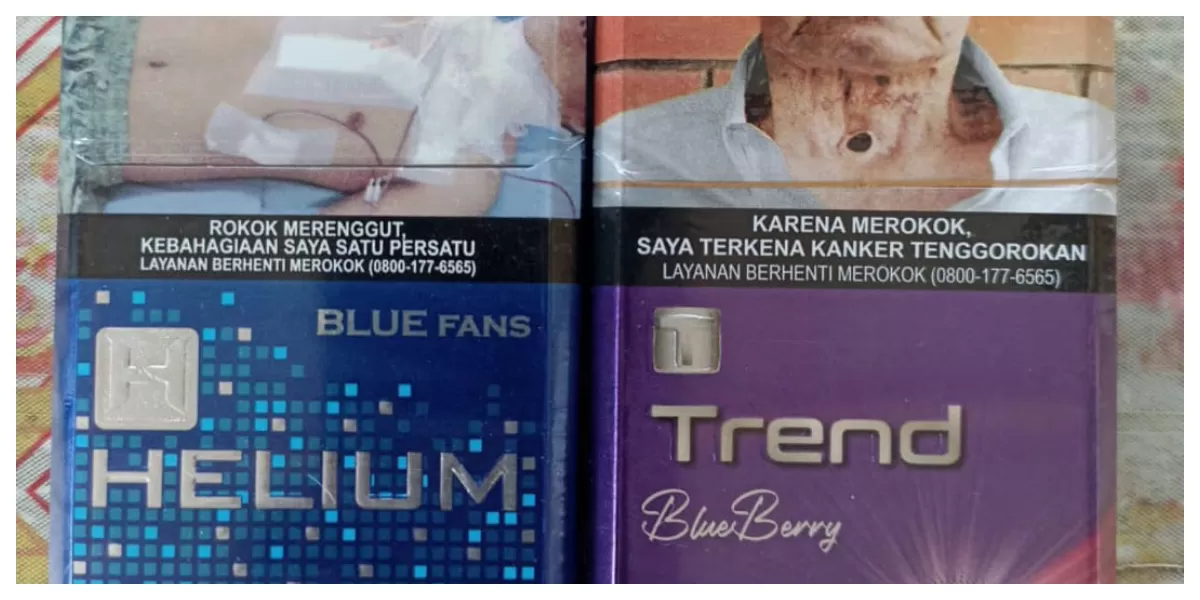 ROKOK MERENGGUT,
KEBAHAGIAAN SAYA SATU PERSATU
LAYANAN BERHENTI MEROKOK (0800-177-6565)
BLUE FANS
H
HELIUM
KARENA MEROKOK,
SAYA TERKENA KANKER TENGGOROKAN
LAYANAN BERHENTI MEROKOK (0800-177-6565)
T
Trend
BlueBerry